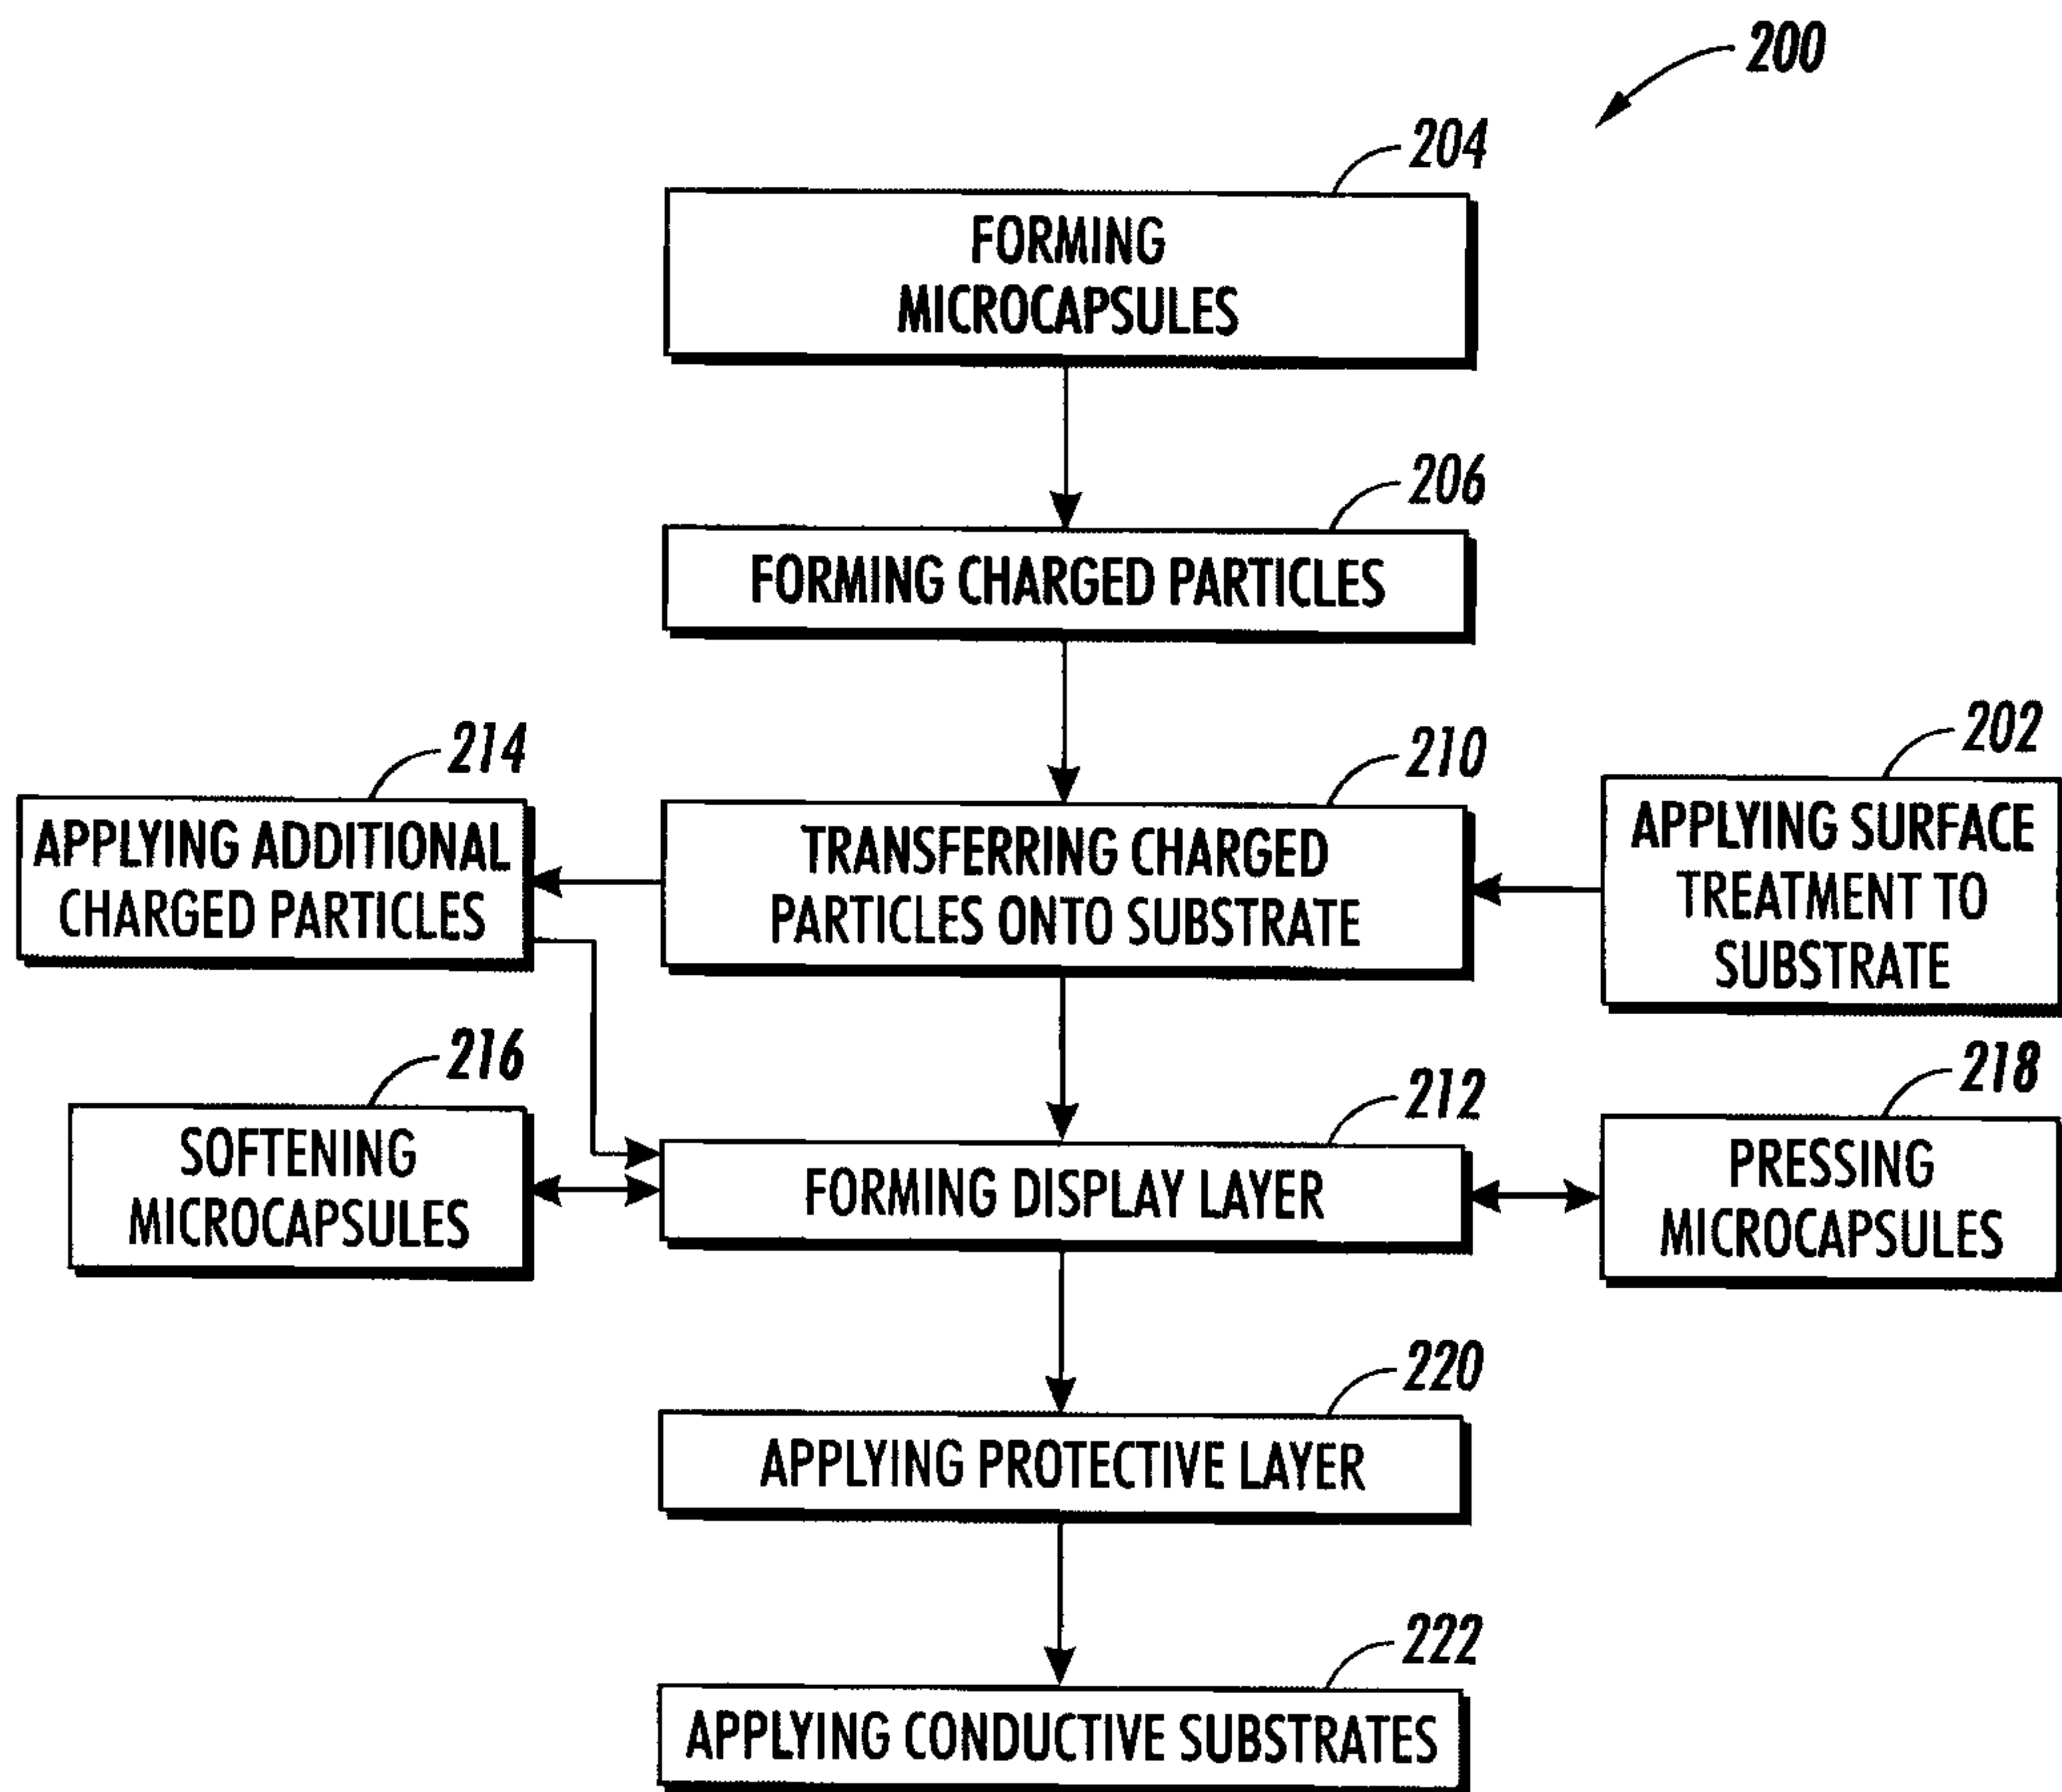 200
204
FORMING
MICROCAPSULES
206
FORMING CHARGED PARTICLES
214
APPLYING ADDITIONAL
CHARGED PARTICLES
210
TRANSFERRING CHARGED
PARTICLES ONTO SUBSTRATE
202
APPLYING SURFACE
TREATMENT TO
SUBSTRATE
216
SOFTENING
MICROCAPSULES
212
FORMING DISPLAY LAYER
218
PRESSING
MICROCAPSULES
220
APPLYING PROTECTIVE LAYER
222
APPLYING CONDUCTIVE SUBSTRATES